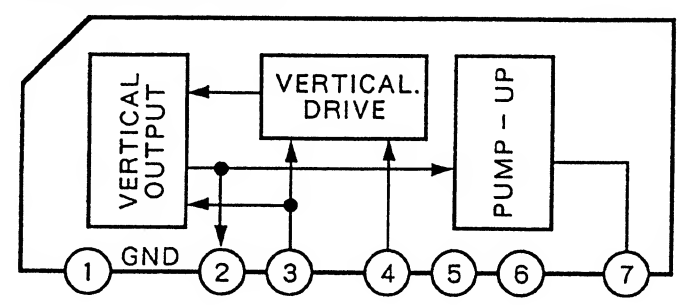 VERTICAL
OUTPUT
VERTICAL.
DRIVE
PUMP-UP
1 GND 2 3 4 5 6 7